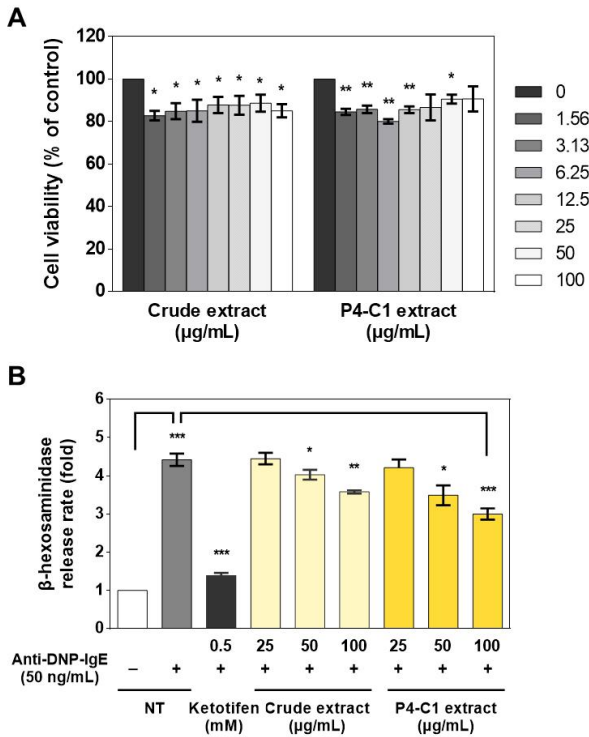 A
Cell viability (% of control)
120
100
80
60
40
20
0
* * * * * * *
** ** ** ** *
Crude extract
(µg/mL)
P4-C1 extract
(µg/mL)
0
1.56
3.13
6.25
12.5
25
50
100
B
β-hexosaminidase
release rate (fold)
6
5
4
3
2
1
0
*** *** * ** * ***
0.5 25 50 100 25 50 100
Anti-DNP-IgE
(50 ng/mL)
– + + + + + + + +
NT Ketotifen Crude extract P4-C1 extract
(mM) (µg/mL) (µg/mL)